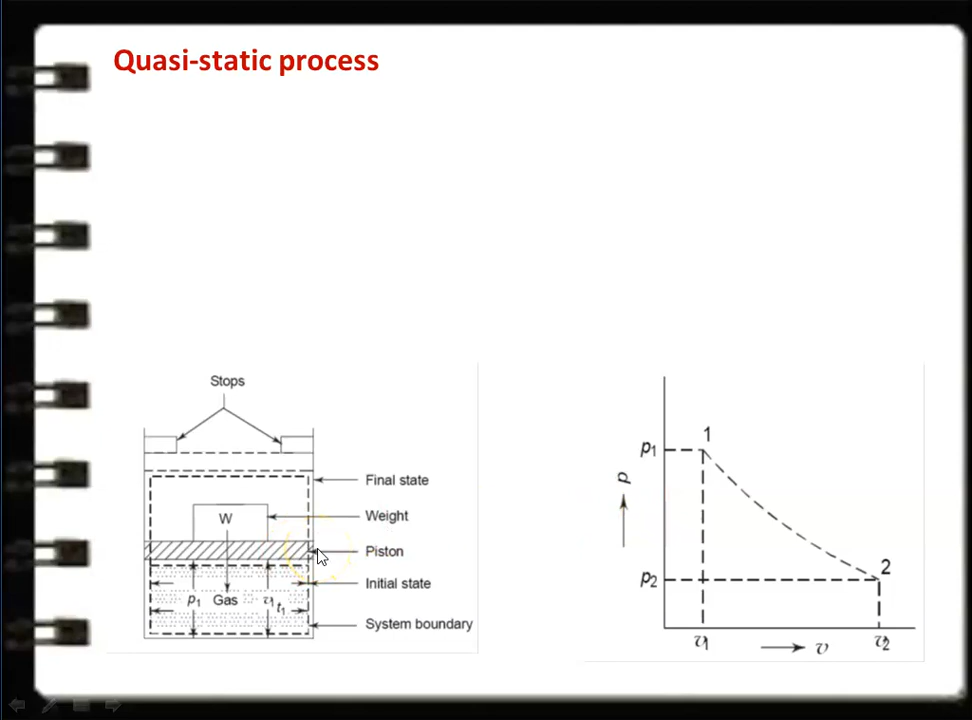 Quasi-static process
Stops
Final state
W
Weight
Piston
Initial state
p1 Gas v1 t1
System boundary
p
p1
1
p2
2
v1
v
v2